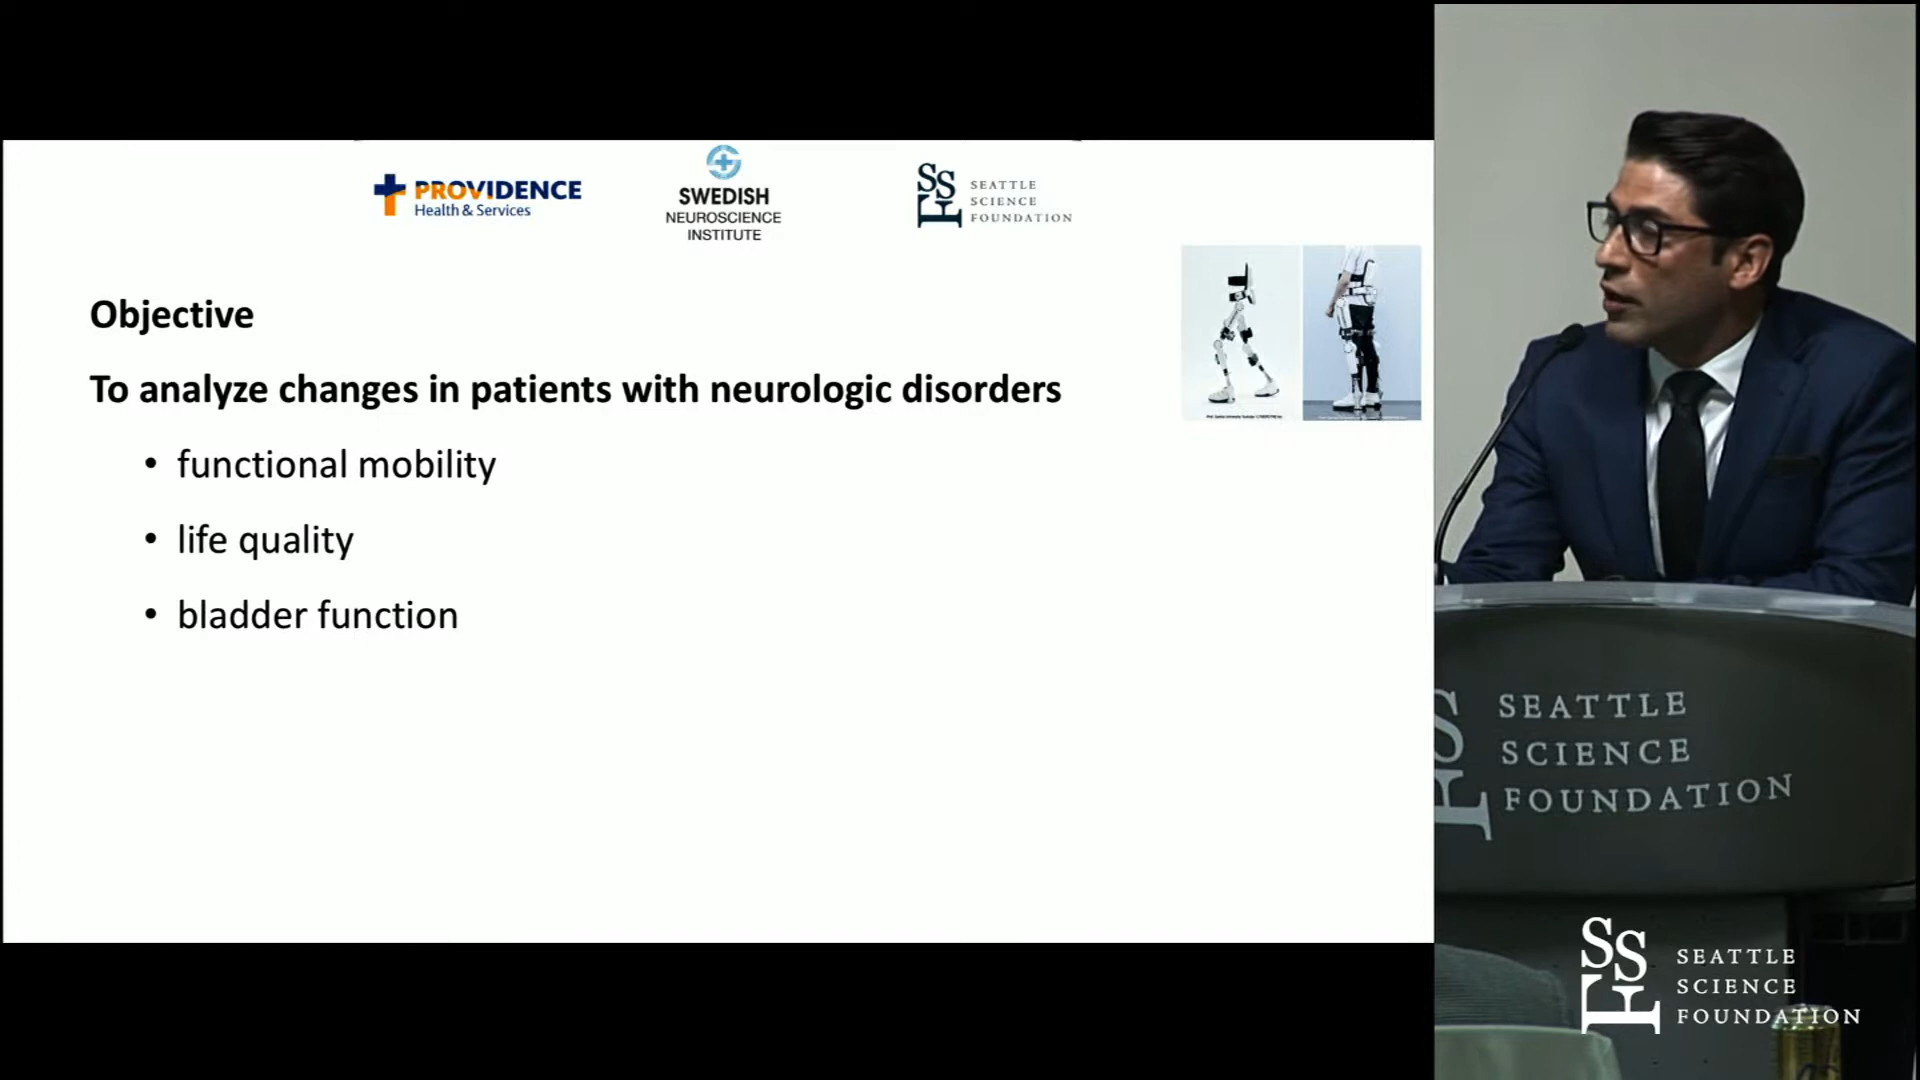 PROVIDENCE
Health & Services
SWEDISH
NEUROSCIENCE
INSTITUTE
SEATTLE
SCIENCE
FOUNDATION
Objective
To analyze changes in patients with neurologic disorders
• functional mobility
• life quality
• bladder function
SEATTLE
SCIENCE
FOUNDATION
SEATTLE
SCIENCE
FOUNDATION